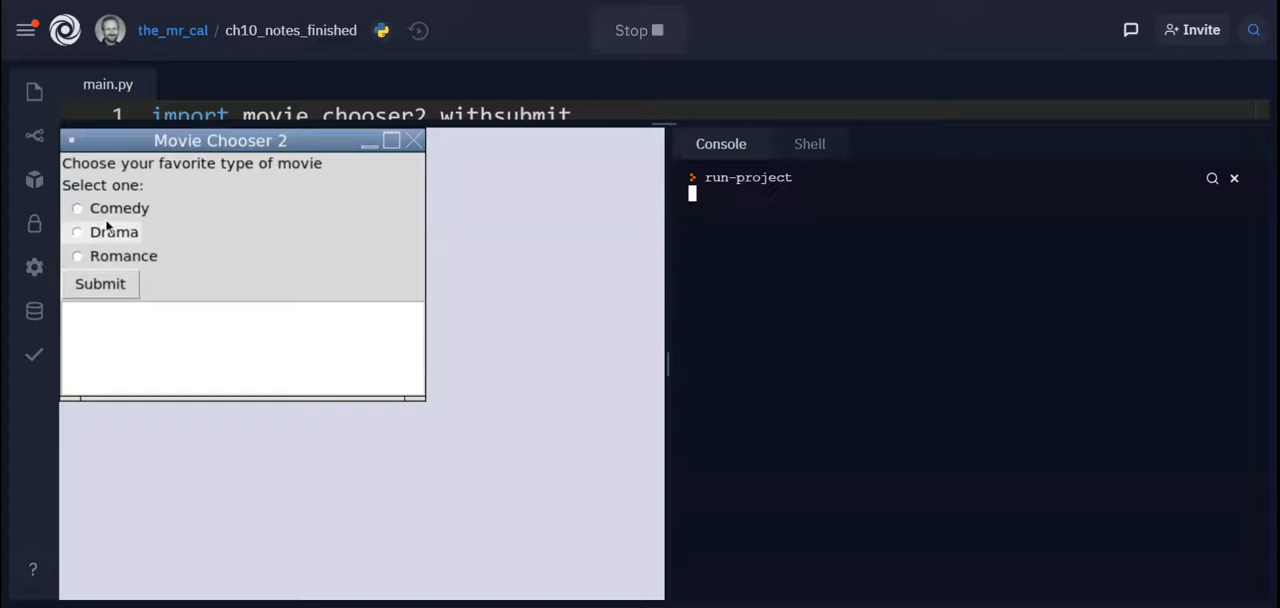 the_mr_cal / ch10_notes_finished
Stop
Invite
main.py
1 import movie_chooser2_withsubmit
Movie Chooser 2
Choose your favorite type of movie
Select one:
Comedy
Drama
Romance
Submit
Console
Shell
run-project
?